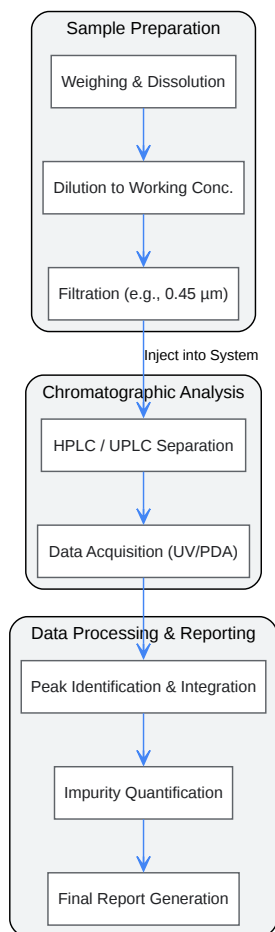 Sample Preparation
Weighing & Dissolution
Dilution to Working Conc.
Filtration (e.g., 0.45 µm)
Inject into System
Chromatographic Analysis
HPLC / UPLC Separation
Data Acquisition (UV/PDA)
Data Processing & Reporting
Peak Identification & Integration
Impurity Quantification
Final Report Generation